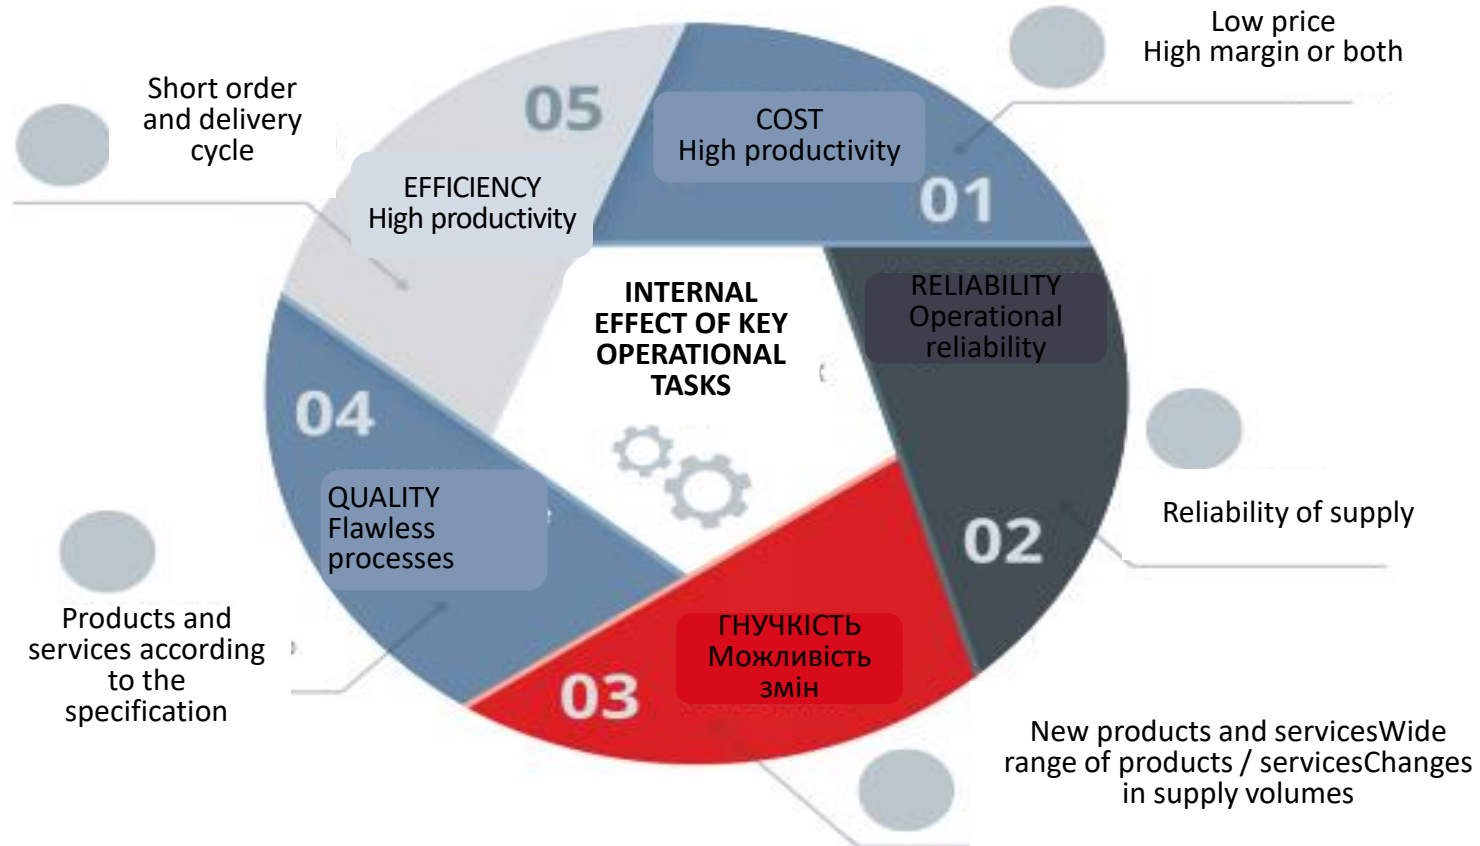 Low price
High margin or both
Short order
and delivery
cycle
05
COST
High productivity
01
EFFICIENCY
High productivity
INTERNAL
EFFECT OF KEY
OPERATIONAL
TASKS
RELIABILITY
Operational
reliability
04
QUALITY
Flawless
processes
02
Reliability of supply
Products and
services according
to the
specification
ГНУЧКІСТЬ
Можливість
змін
03
New products and servicesWide
range of products / servicesChanges
in supply volumes